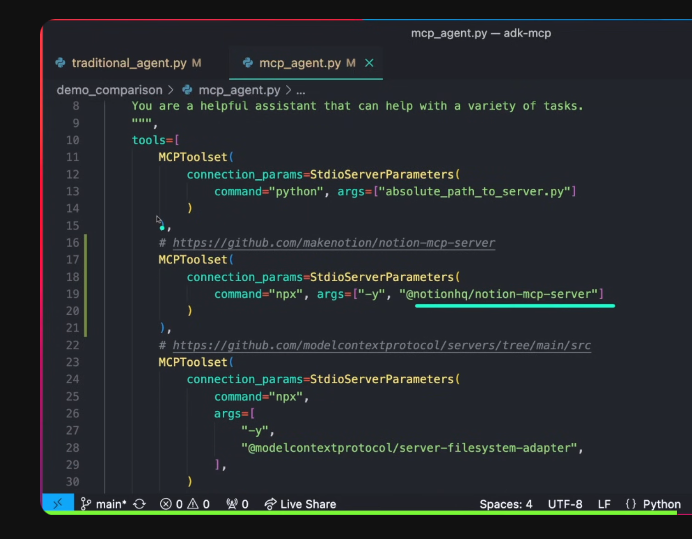 mcp_agent.py — adk-mcp
traditional_agent.py M
mcp_agent.py M ×
demo_comparison > mcp_agent.py > ...
8 You are a helpful assistant that can help with a variety of tasks.
9 """,
10 tools=[
11 MCPToolset(
12 connection_params=StdioServerParameters(
13 command="python", args=["absolute_path_to_server.py"]
14 )
15 ),
16 # https://github.com/makenotion/notion-mcp-server
17 MCPToolset(
18 connection_params=StdioServerParameters(
19 command="npx", args=["-y", "@notionhq/notion-mcp-server"]
20 )
21 ),
22 # https://github.com/modelcontextprotocol/servers/tree/main/src
23 MCPToolset(
24 connection_params=StdioServerParameters(
25 command="npx",
26 args=[
27 "-y",
28 "@modelcontextprotocol/server-filesystem-adapter",
29 ],
30 )
main* 0 0 0 Live Share Spaces: 4 UTF-8 LF {} Python